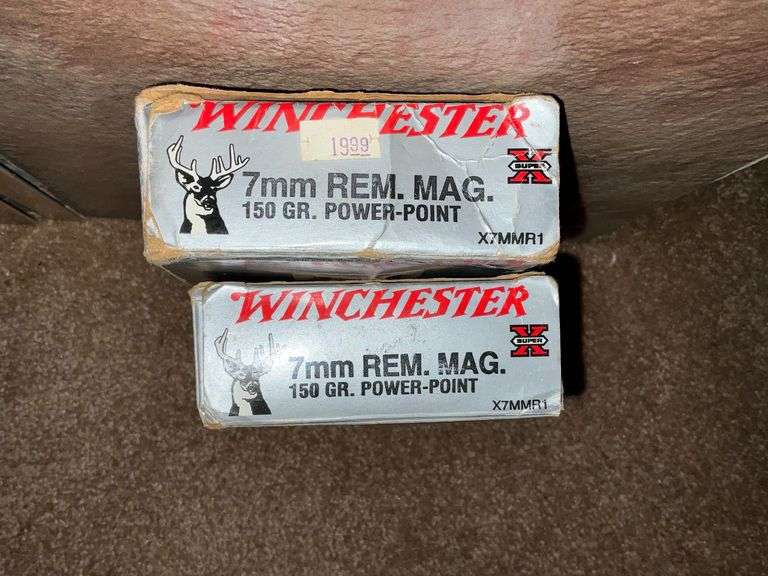 WINCHESTER
1999
7mm REM. MAG.
150 GR. POWER-POINT
X
SUPER
X7MMR1
WINCHESTER
7mm REM. MAG.
150 GR. POWER-POINT
X
SUPER
X7MMR1